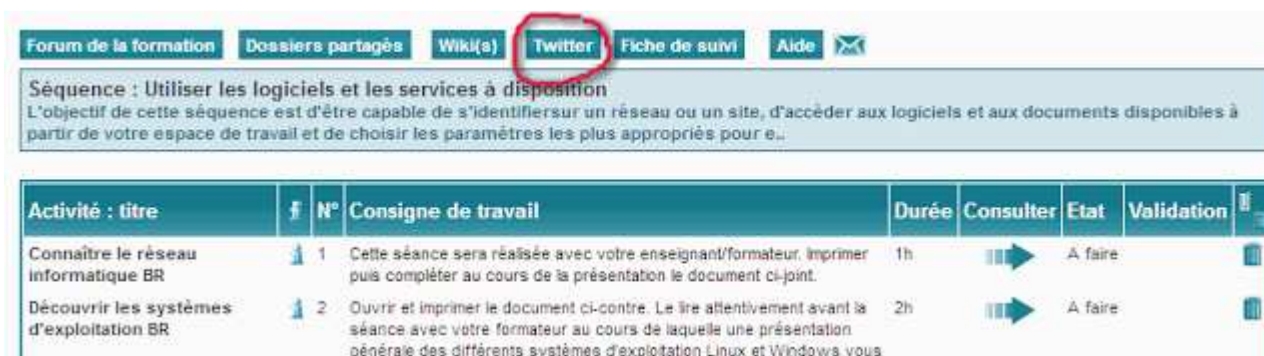 Forum de la formation Dossiers partagés Wiki(s) Twitter Fiche de suivi Aide
Séquence : Utiliser les logiciels et les services à disposition
L'objectif de cette séquence est d'être capable de s'identifiersur un réseau ou un site, d'accéder aux logiciels et aux documents disponibles à
partir de votre espace de travail et de choisir les paramètres les plus appropriés pour e..
Activité : titre N° Consigne de travail Durée Consulter Etat Validation
Connaître le réseau
informatique BR
1
Cette séance sera réalisée avec votre enseignant/formateur. Imprimer
puis compléter au cours de la présentation le document ci-joint.
1h
A faire
Découvrir les systèmes
d'exploitation BR
2
Ouvrir et imprimer le document ci-contre. Le lire attentivement avant la
séance avec votre formateur au cours de laquelle une présentation
générale des différents systèmes d'exploitation Linux et Windows vous
2h
A faire